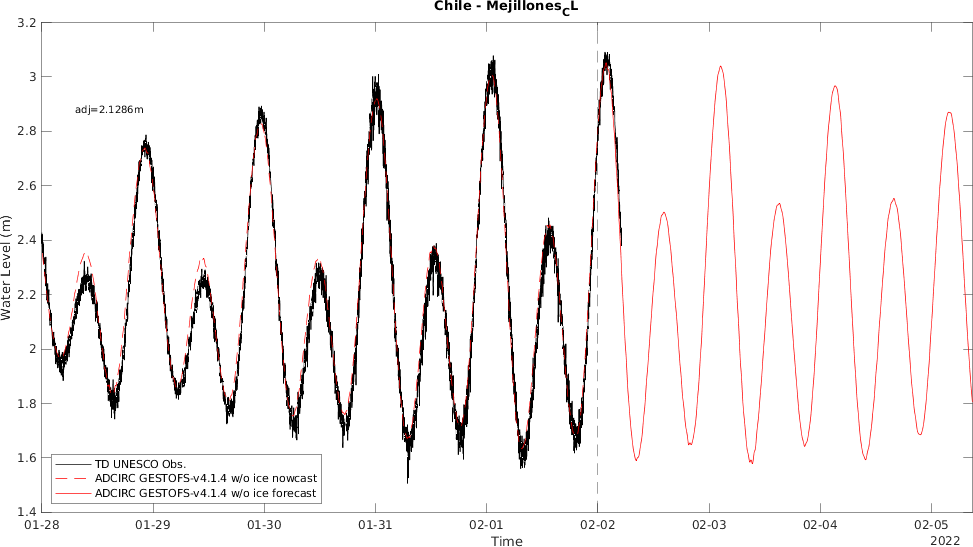 Chile - Mejillones_CL
3.2
3
2.8
2.6
2.4
2.2
2
1.8
1.6
1.4
Water Level (m)
adj=2.1286m
TD UNESCO Obs.
ADCIRC GESTOFS-v4.1.4 w/o ice nowcast
ADCIRC GESTOFS-v4.1.4 w/o ice forecast
01-28 01-29 01-30 01-31 02-01 02-02 02-03 02-04 02-05
Time
2022